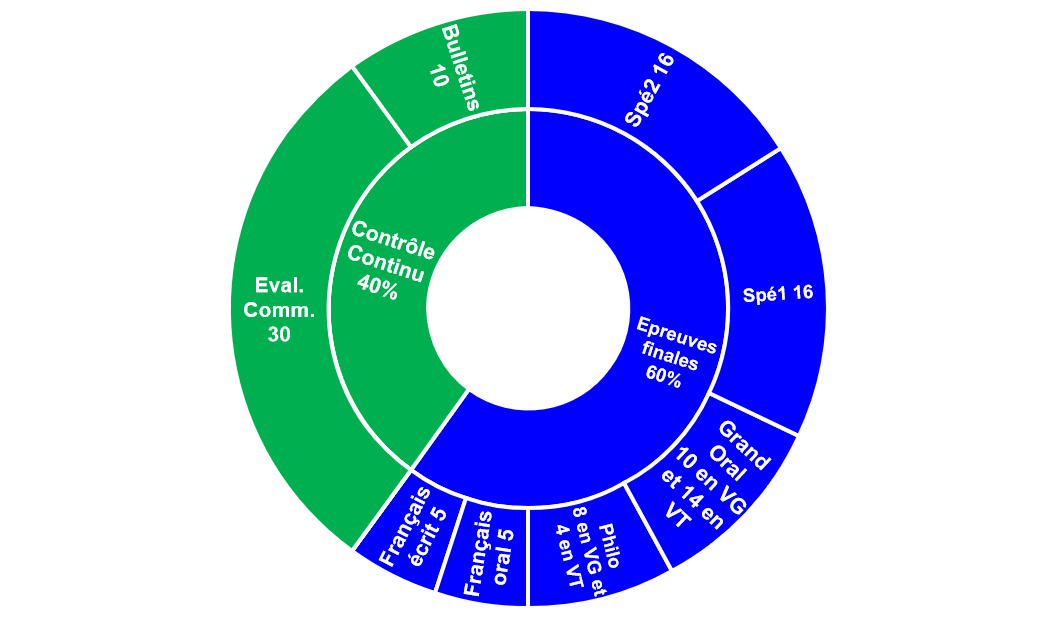 Bulletins
10
Spé2 16
Contrôle
Continu
40%
Eval.
Comm.
30
Spé1 16
Epreuves
finales
60%
Grand
Oral
10 en VG
et 14 en
VT
Philo
8 en VG et
4 en VT
Français
oral 5
Français
écrit 5